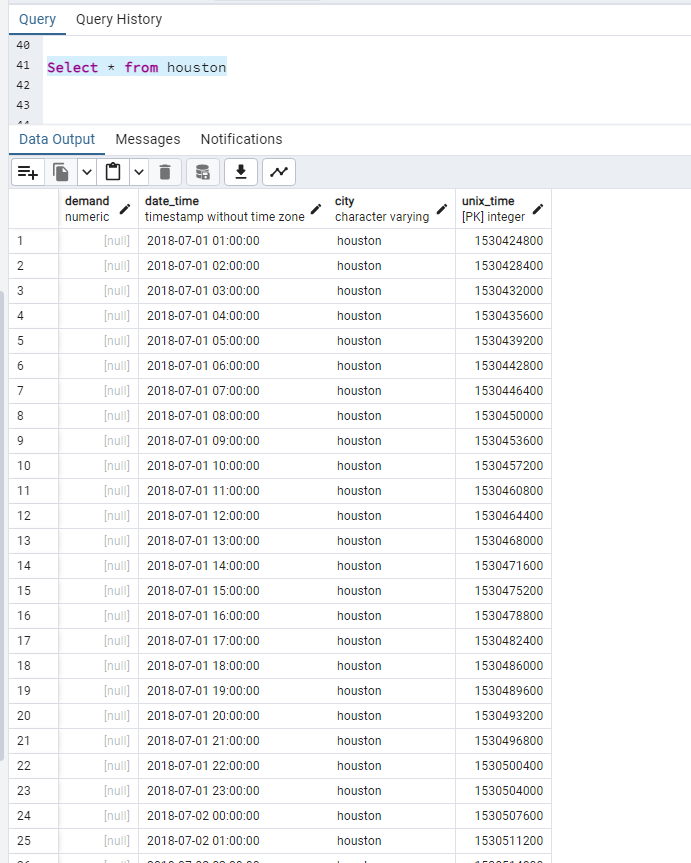 Query Query History
40
41 Select * from houston
42
43
Data Output Messages Notifications
demand date_time city unix_time
numeric timestamp without time zone character varying [PK] integer
1 [null] 2018-07-01 01:00:00 houston 1530424800
2 [null] 2018-07-01 02:00:00 houston 1530428400
3 [null] 2018-07-01 03:00:00 houston 1530432000
4 [null] 2018-07-01 04:00:00 houston 1530435600
5 [null] 2018-07-01 05:00:00 houston 1530439200
6 [null] 2018-07-01 06:00:00 houston 1530442800
7 [null] 2018-07-01 07:00:00 houston 1530446400
8 [null] 2018-07-01 08:00:00 houston 1530450000
9 [null] 2018-07-01 09:00:00 houston 1530453600
10 [null] 2018-07-01 10:00:00 houston 1530457200
11 [null] 2018-07-01 11:00:00 houston 1530460800
12 [null] 2018-07-01 12:00:00 houston 1530464400
13 [null] 2018-07-01 13:00:00 houston 1530468000
14 [null] 2018-07-01 14:00:00 houston 1530471600
15 [null] 2018-07-01 15:00:00 houston 1530475200
16 [null] 2018-07-01 16:00:00 houston 1530478800
17 [null] 2018-07-01 17:00:00 houston 1530482400
18 [null] 2018-07-01 18:00:00 houston 1530486000
19 [null] 2018-07-01 19:00:00 houston 1530489600
20 [null] 2018-07-01 20:00:00 houston 1530493200
21 [null] 2018-07-01 21:00:00 houston 1530496800
22 [null] 2018-07-01 22:00:00 houston 1530500400
23 [null] 2018-07-01 23:00:00 houston 1530504000
24 [null] 2018-07-02 00:00:00 houston 1530507600
25 [null] 2018-07-02 01:00:00 houston 1530511200